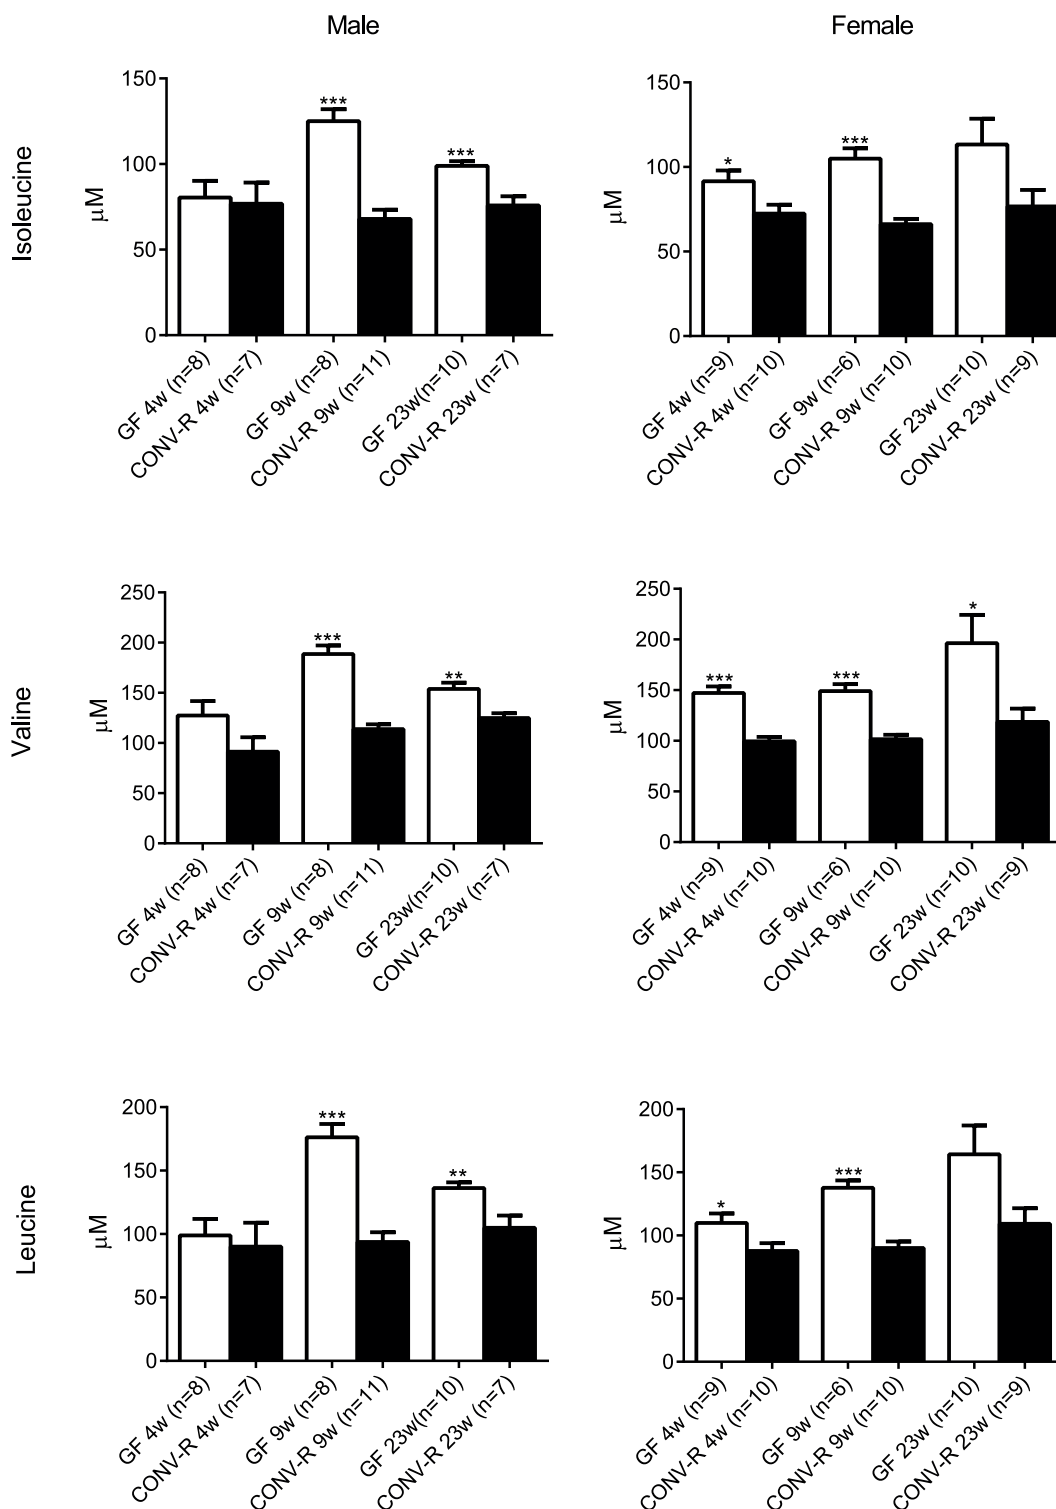 Male
Female
Isoleucine
μM
150
100
50
0
***
***
GF 4w (n=8)
CONV-R 4w (n=7)
GF 9w (n=8)
CONV-R 9w (n=11)
GF 23w(n=10)
CONV-R 23w (n=7)
μM
150
100
50
0
*
***
GF 4w (n=9)
CONV-R 4w (n=10)
GF 9w (n=6)
CONV-R 9w (n=10)
GF 23w (n=10)
CONV-R 23w (n=9)
Valine
μM
250
200
150
100
50
0
***
**
GF 4w (n=8)
CONV-R 4w (n=7)
GF 9w (n=8)
CONV-R 9w (n=11)
GF 23w(n=10)
CONV-R 23w (n=7)
μM
250
200
150
100
50
0
***
***
*
GF 4w (n=9)
CONV-R 4w (n=10)
GF 9w (n=6)
CONV-R 9w (n=10)
GF 23w (n=10)
CONV-R 23w (n=9)
Leucine
μM
200
150
100
50
0
***
**
GF 4w (n=8)
CONV-R 4w (n=7)
GF 9w (n=8)
CONV-R 9w (n=11)
GF 23w(n=10)
CONV-R 23w (n=7)
μM
200
150
100
50
0
*
***
GF 4w (n=9)
CONV-R 4w (n=10)
GF 9w (n=6)
CONV-R 9w (n=10)
GF 23w (n=10)
CONV-R 23w (n=9)